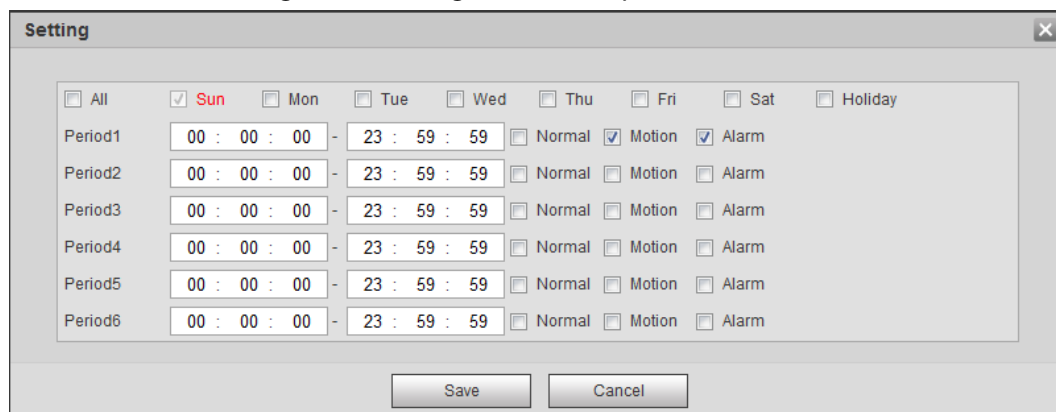 Setting
All Sun Mon Tue Wed Thu Fri Sat Holiday
Period1 00 : 00 : 00 - 23 : 59 : 59 Normal Motion Alarm
Period2 00 : 00 : 00 - 23 : 59 : 59 Normal Motion Alarm
Period3 00 : 00 : 00 - 23 : 59 : 59 Normal Motion Alarm
Period4 00 : 00 : 00 - 23 : 59 : 59 Normal Motion Alarm
Period5 00 : 00 : 00 - 23 : 59 : 59 Normal Motion Alarm
Period6 00 : 00 : 00 - 23 : 59 : 59 Normal Motion Alarm
Save Cancel